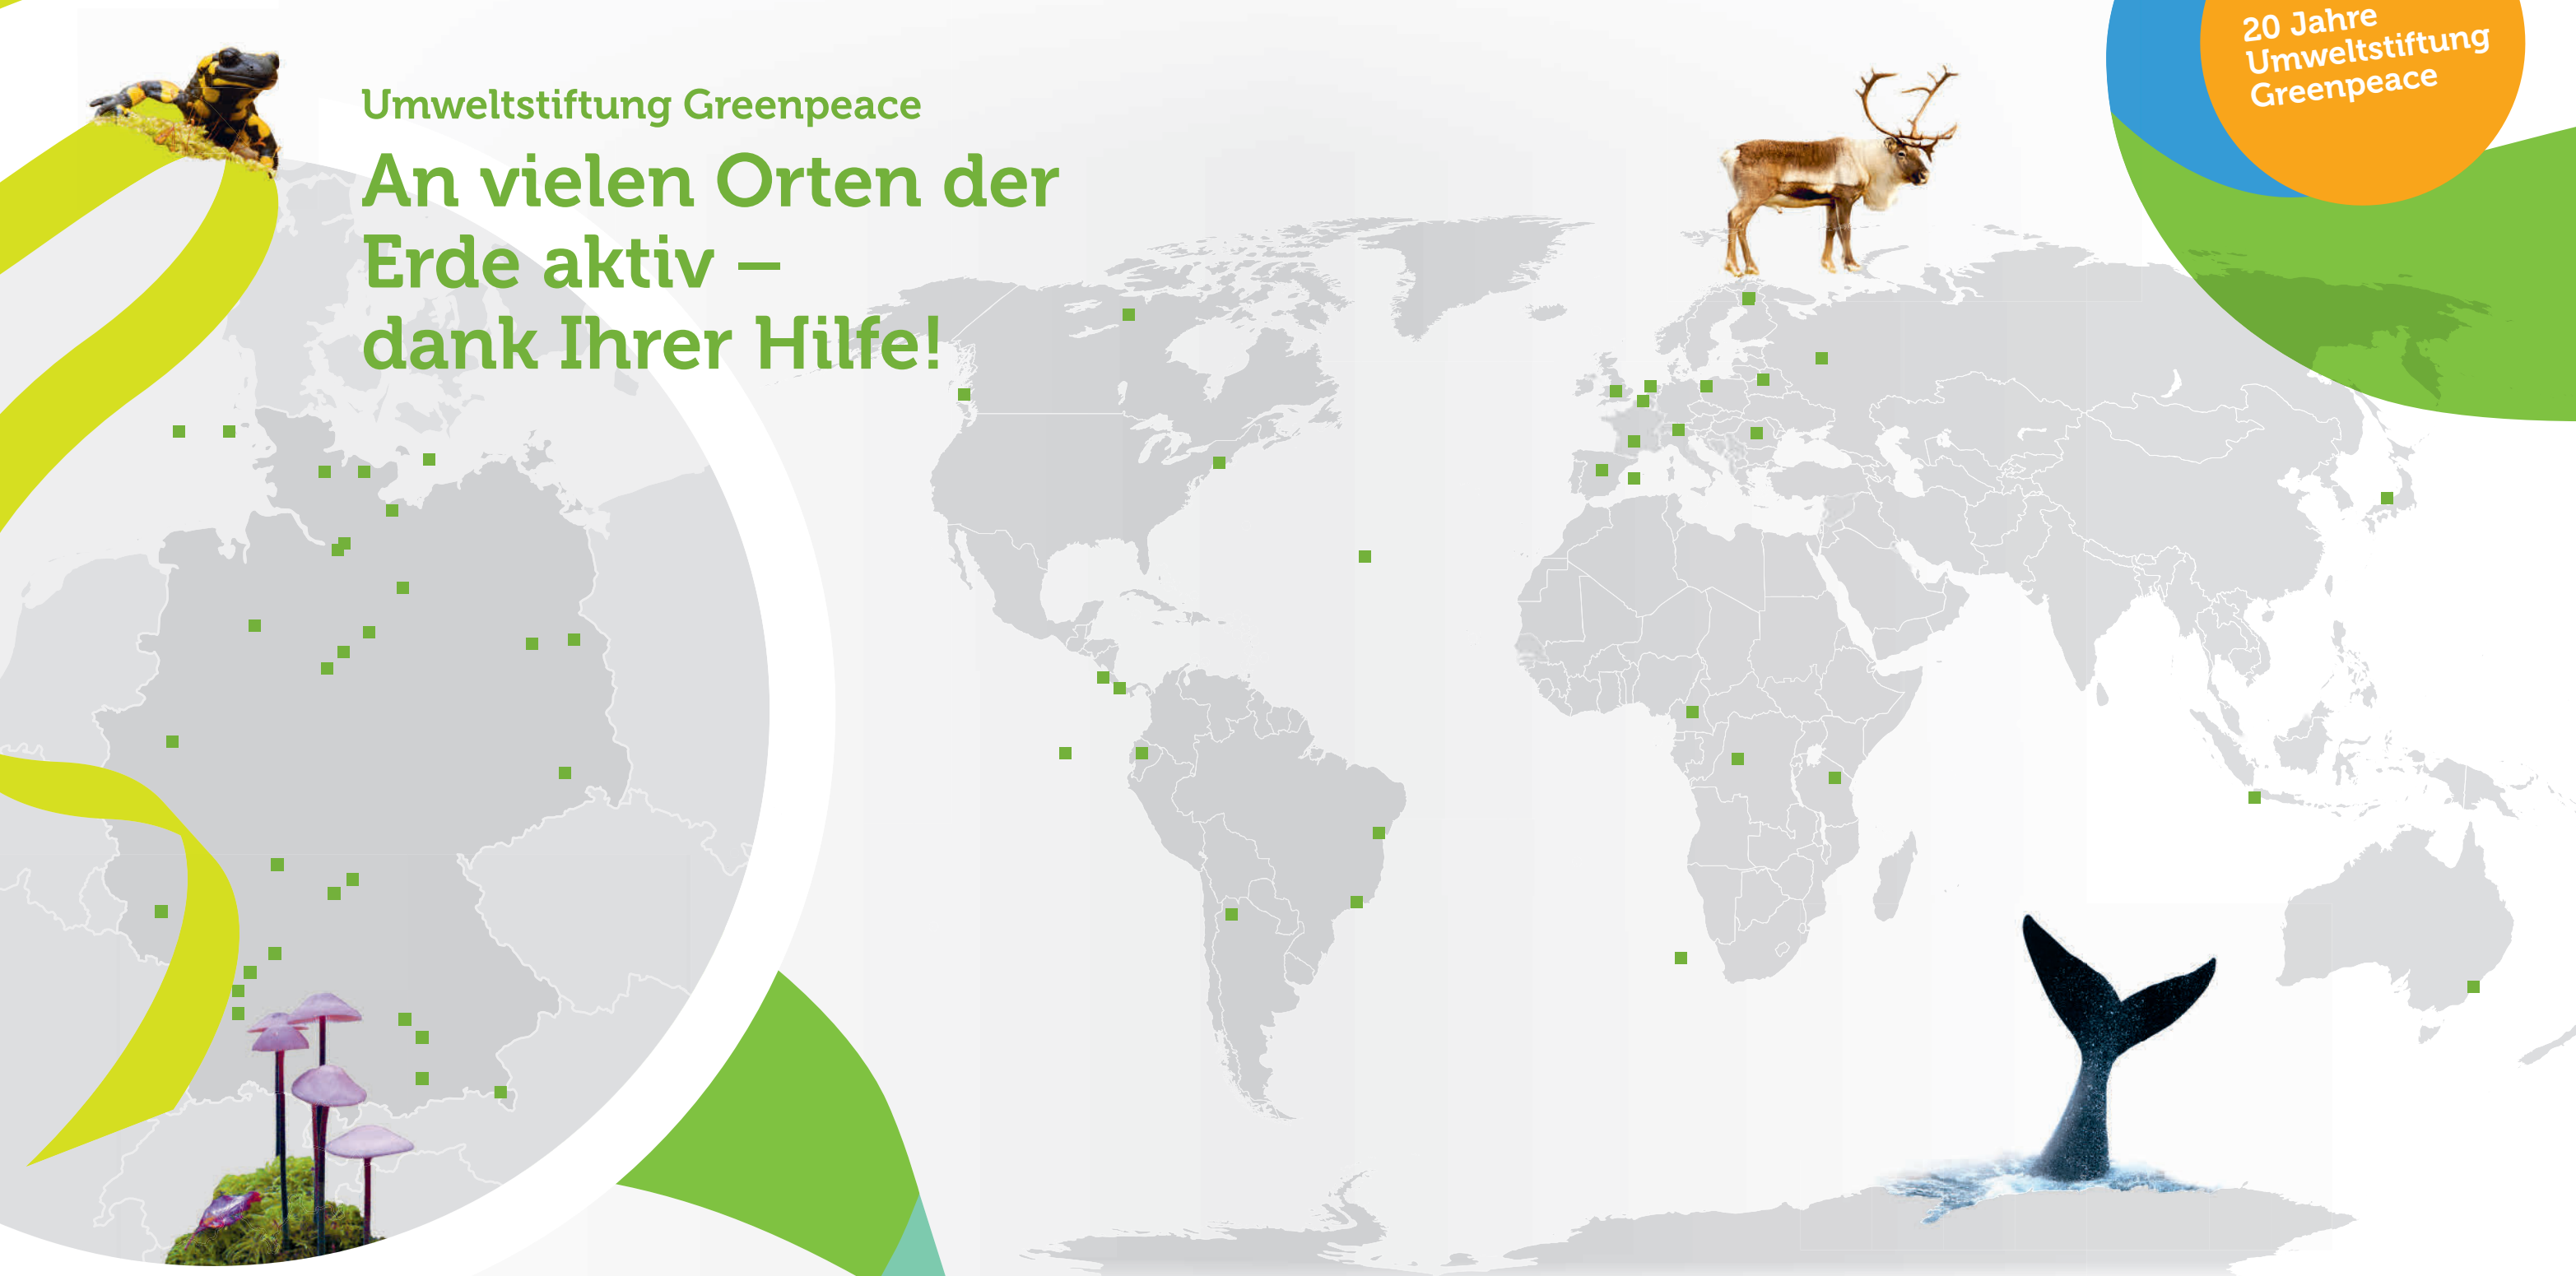 Umweltstiftung Greenpeace
An vielen Orten der
Erde aktiv –
dank Ihrer Hilfe!
20 Jahre
Umweltstiftung
Greenpeace